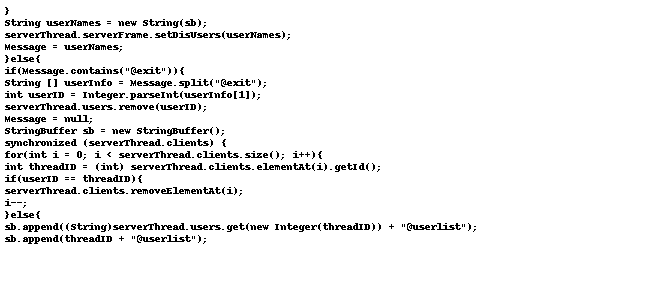 }
String userNames = new String(sb);
serverThread.serverFrame.setDisUsers(userNames);
Message = userNames;
}else{
if(Message.contains("@exit")){
String [] userInfo = Message.split("@exit");
int userID = Integer.parseInt(userInfo[1]);
serverThread.users.remove(userID);
Message = null;
StringBuffer sb = new StringBuffer();
synchronized (serverThread.clients) {
for(int i = 0; i < serverThread.clients.size(); i++){
int threadID = (int) serverThread.clients.elementAt(i).getId();
if(userID == threadID){
serverThread.clients.removeElementAt(i);
i--;
}else{
sb.append((String)serverThread.users.get(new Integer(threadID)) + "@userlist");
sb.append(threadID + "@userlist");